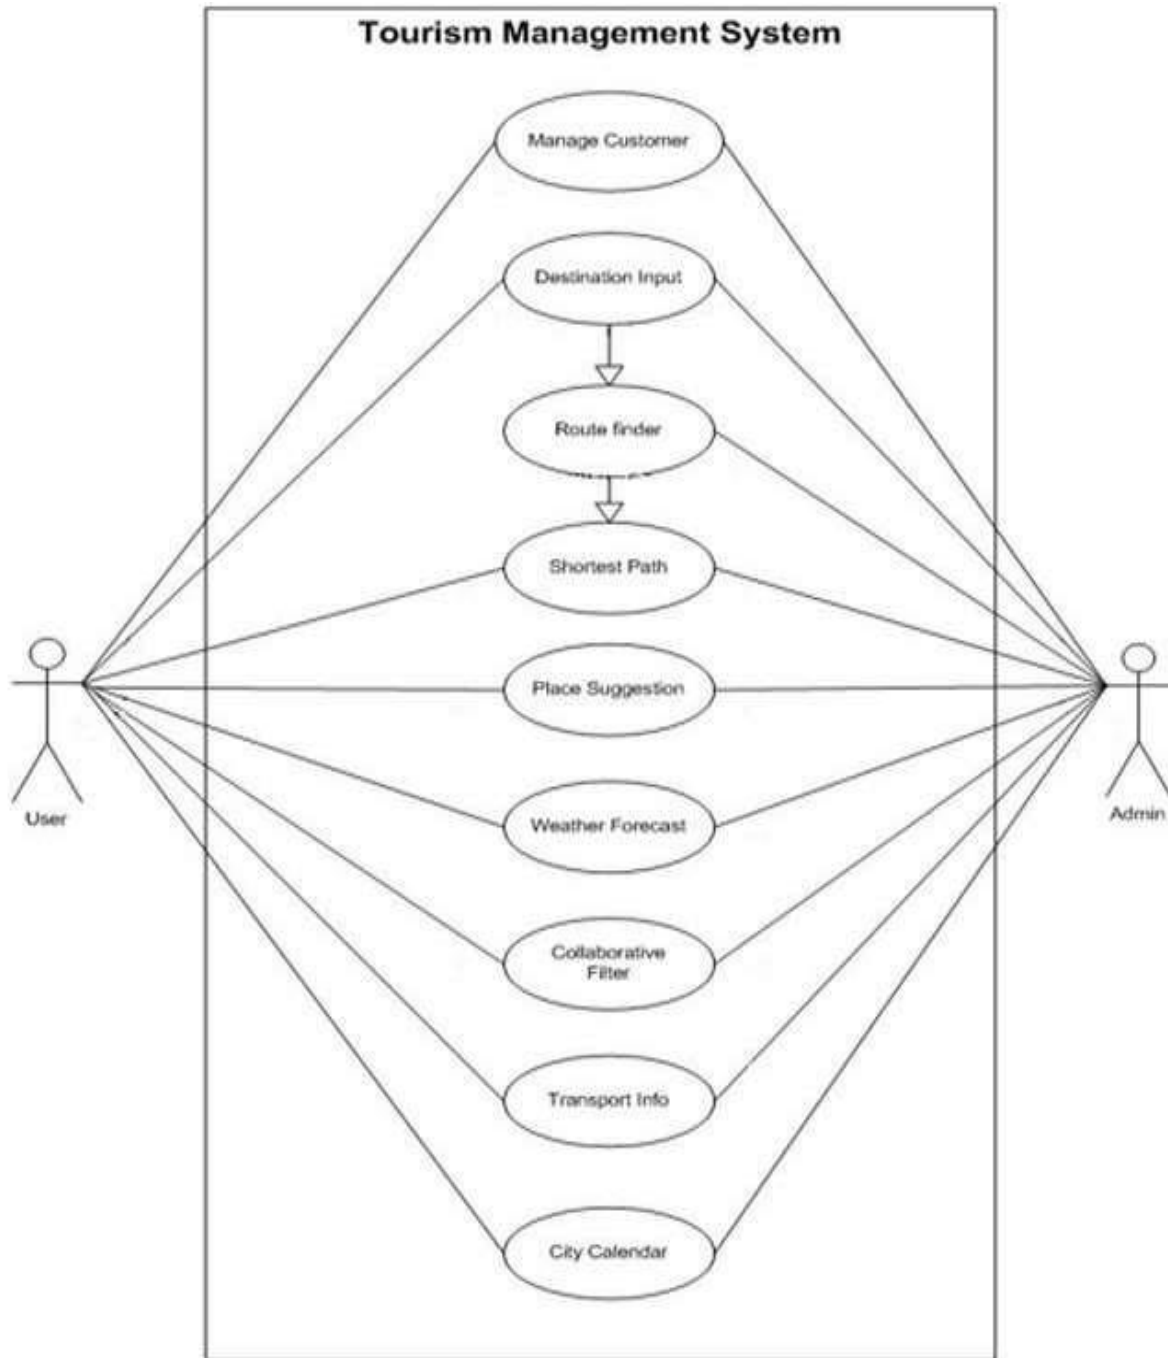 Tourism Management System
Manage Customer
Destination Input
Route finder
Shortest Path
Place Suggestion
User
Admin
Weather Forecast
Collaborative
Filter
Transport Info
City Calendar